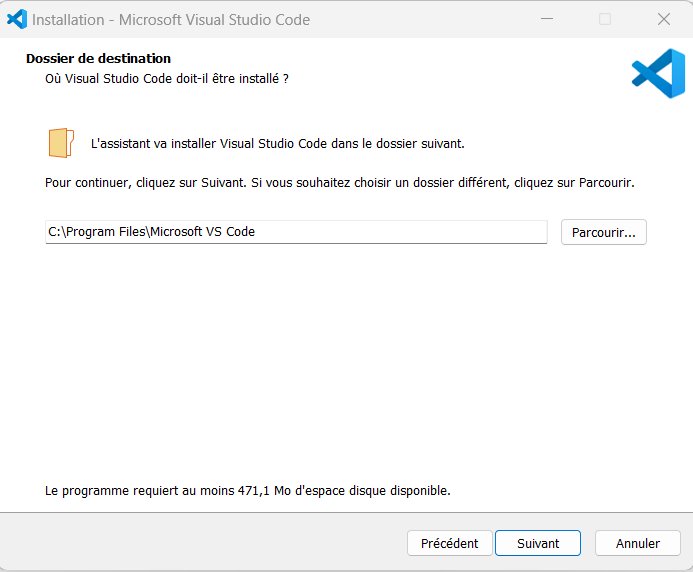 Installation - Microsoft Visual Studio Code
Dossier de destination
Où Visual Studio Code doit-il être installé ?
L'assistant va installer Visual Studio Code dans le dossier suivant.
Pour continuer, cliquez sur Suivant. Si vous souhaitez choisir un dossier différent, cliquez sur Parcourir.
C:\Program Files\Microsoft VS Code
Parcourir...
Le programme requiert au moins 471,1 Mo d'espace disque disponible.
Précédent
Suivant
Annuler